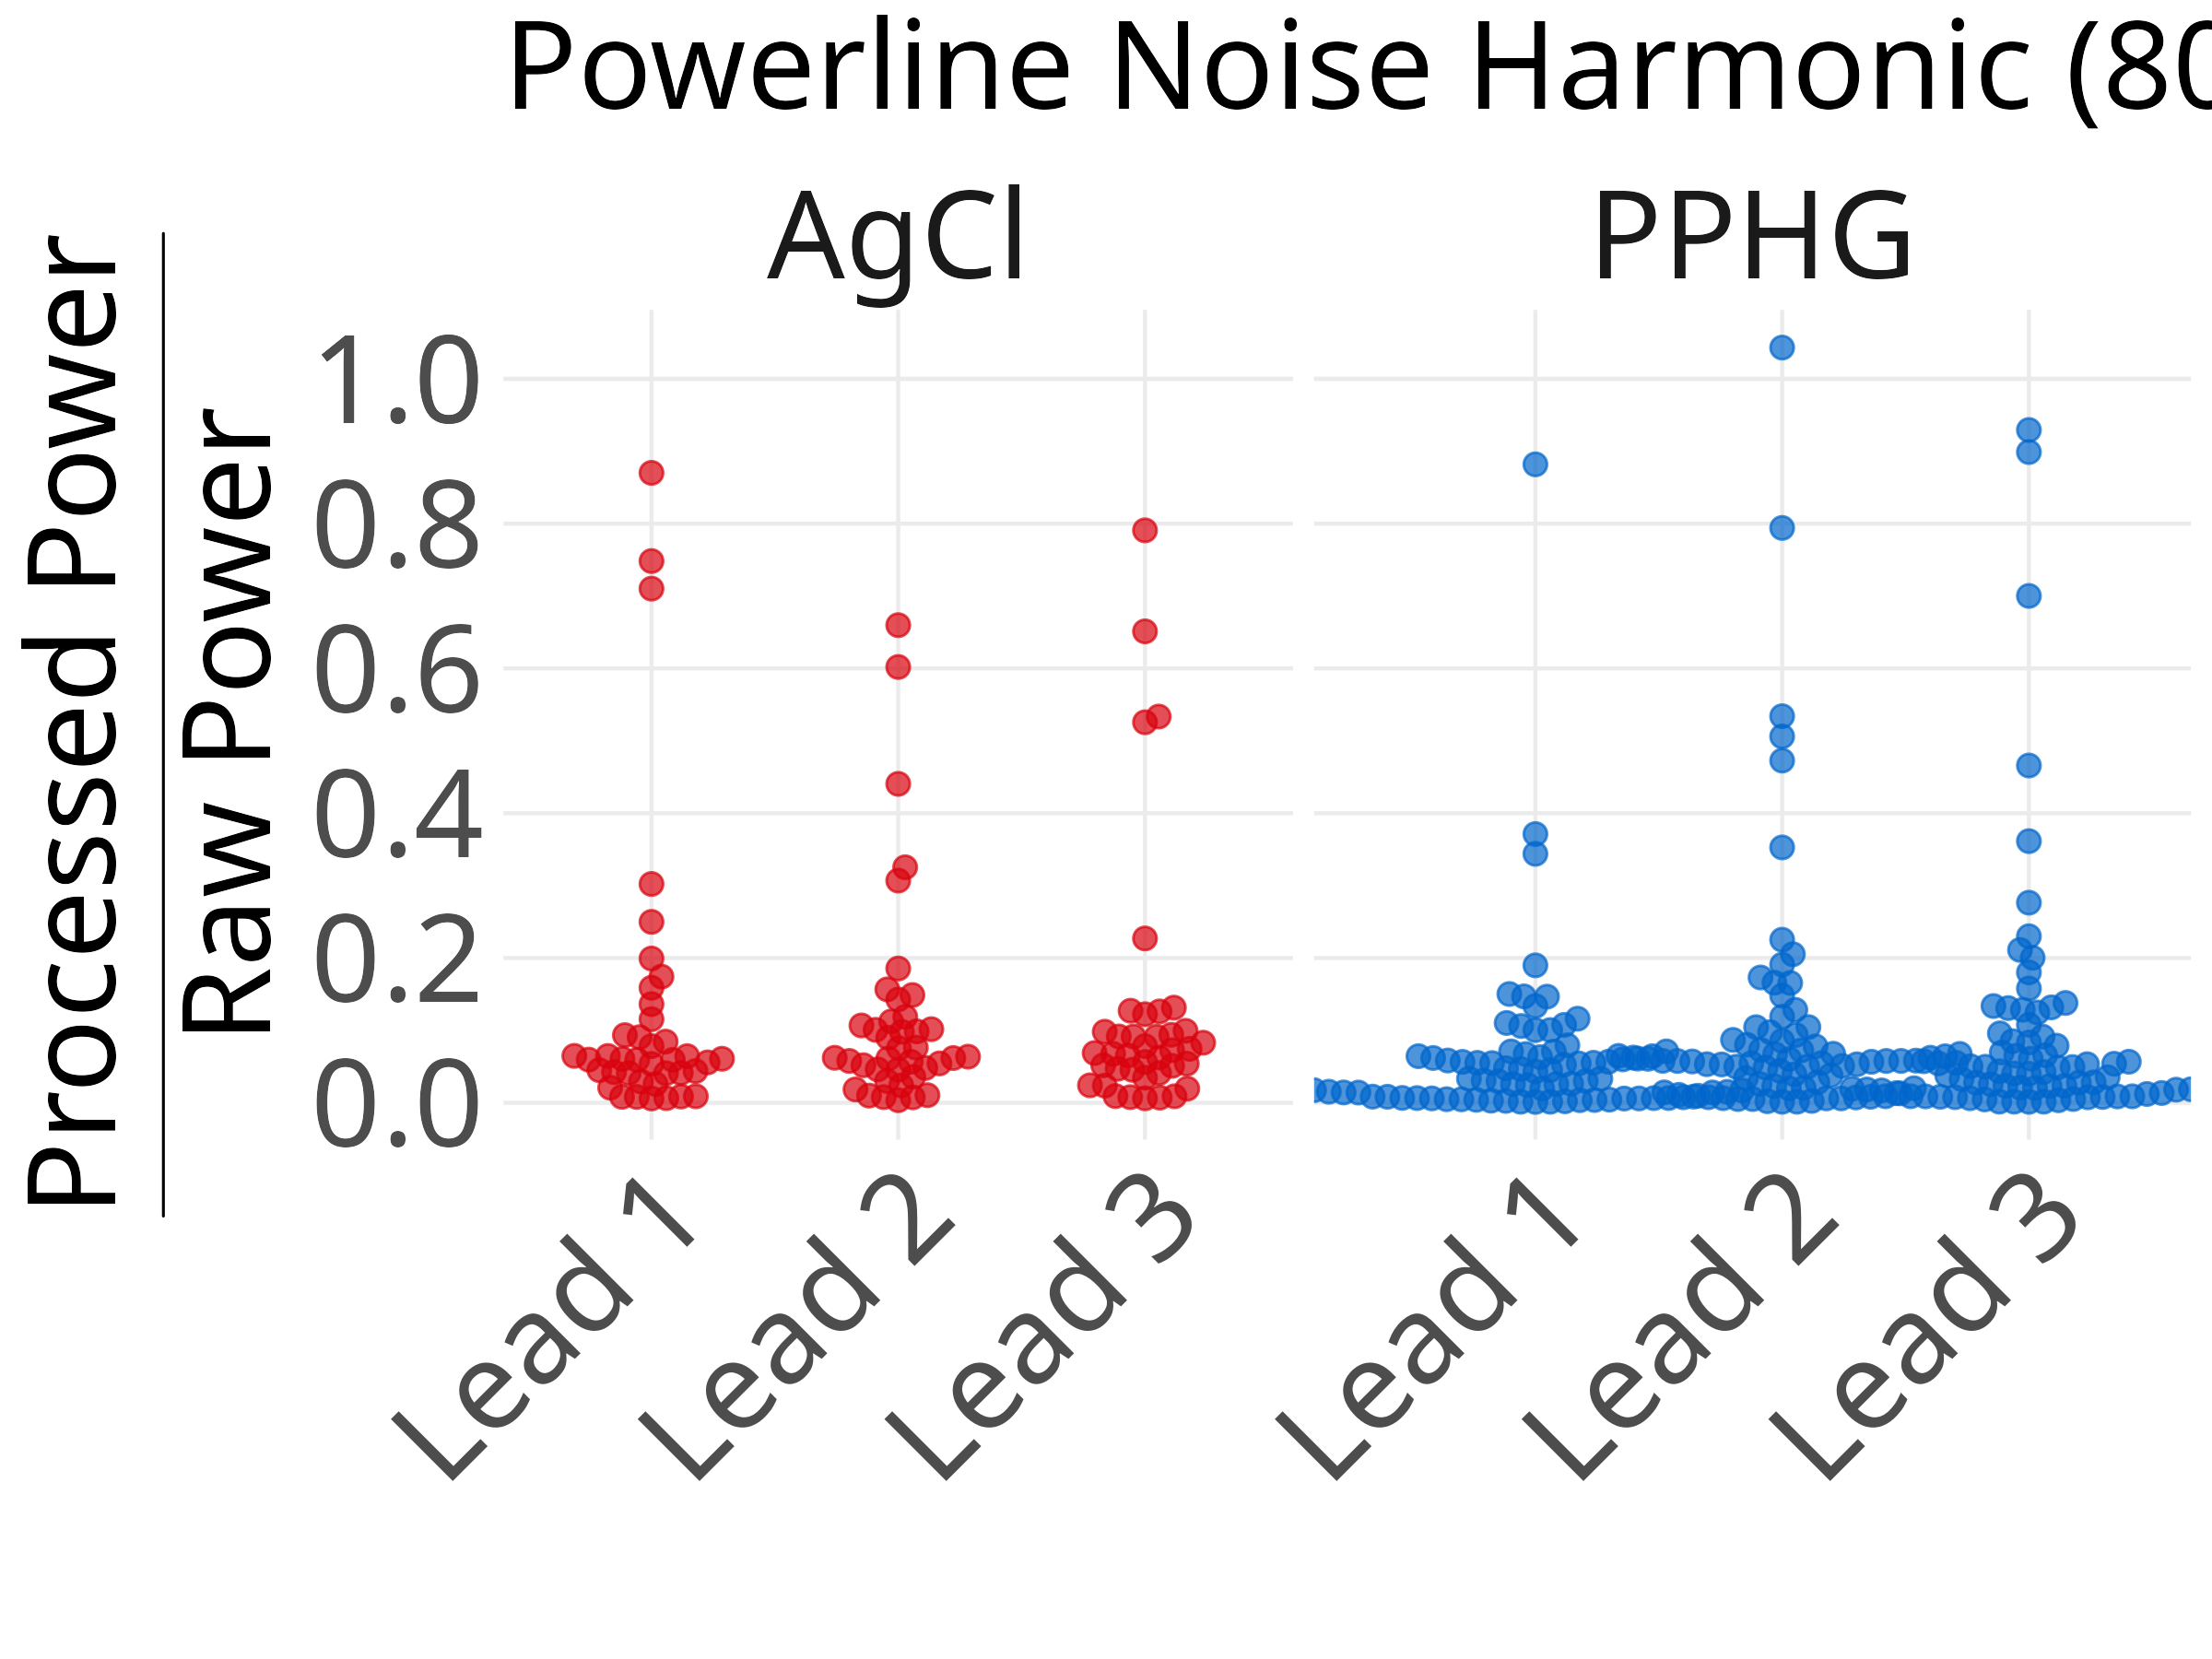 Powerline Noise Harmonic (80
AgCl
PPHG
Processed Power
Raw Power
1.0
0.8
0.6
0.4
0.2
0.0
Lead 1
Lead 2
Lead 3
Lead 1
Lead 2
Lead 3